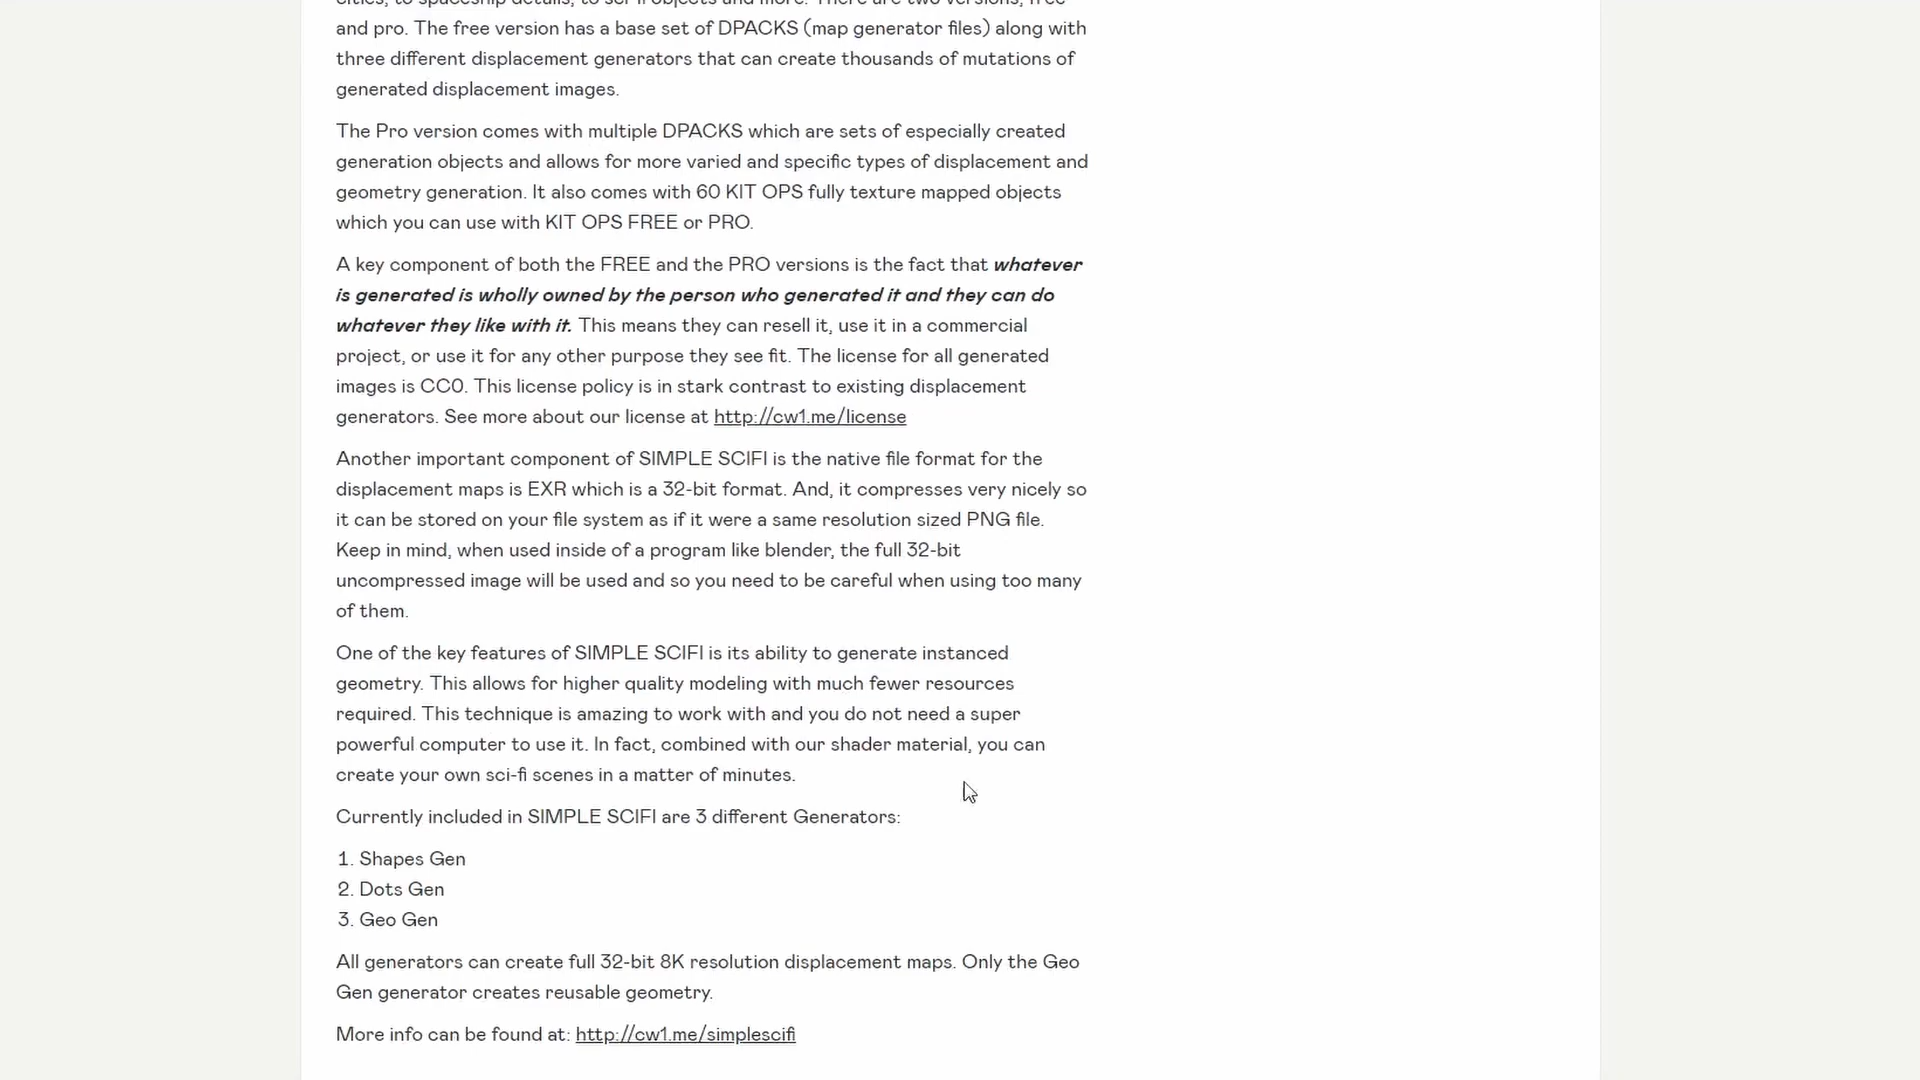 cities, to spaceship details, to sci-fi objects and more. There are two versions, free
and pro. The free version has a base set of DPACKS (map generator files) along with
three different displacement generators that can create thousands of mutations of
generated displacement images.
The Pro version comes with multiple DPACKS which are sets of especially created
generation objects and allows for more varied and specific types of displacement and
geometry generation. It also comes with 60 KIT OPS fully texture mapped objects
which you can use with KIT OPS FREE or PRO.
A key component of both the FREE and the PRO versions is the fact that whatever
is generated is wholly owned by the person who generated it and they can do
whatever they like with it. This means they can resell it, use it in a commercial
project, or use it for any other purpose they see fit. The license for all generated
images is CC0. This license policy is in stark contrast to existing displacement
generators. See more about our license at http://cw1.me/license
Another important component of SIMPLE SCIFI is the native file format for the
displacement maps is EXR which is a 32-bit format. And, it compresses very nicely so
it can be stored on your file system as if it were a same resolution sized PNG file.
Keep in mind, when used inside of a program like blender, the full 32-bit
uncompressed image will be used and so you need to be careful when using too many
of them.
One of the key features of SIMPLE SCIFI is its ability to generate instanced
geometry. This allows for higher quality modeling with much fewer resources
required. This technique is amazing to work with and you do not need a super
powerful computer to use it. In fact, combined with our shader material, you can
create your own sci-fi scenes in a matter of minutes.
Currently included in SIMPLE SCIFI are 3 different Generators:
1. Shapes Gen
2. Dots Gen
3. Geo Gen
All generators can create full 32-bit 8K resolution displacement maps. Only the Geo
Gen generator creates reusable geometry.
More info can be found at: http://cw1.me/simplescifi